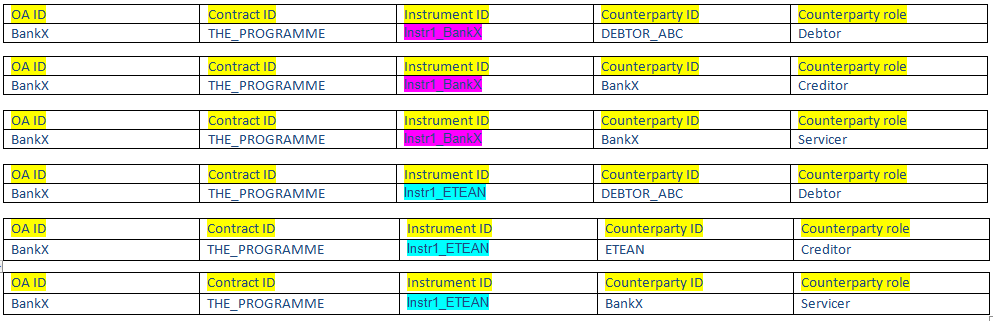 OA ID Contract ID Instrument ID Counterparty ID Counterparty role
BankX THE_PROGRAMME Instr1_BankX DEBTOR_ABC Debtor
OA ID Contract ID Instrument ID Counterparty ID Counterparty role
BankX THE_PROGRAMME Instr1_BankX BankX Creditor
OA ID Contract ID Instrument ID Counterparty ID Counterparty role
BankX THE_PROGRAMME Instr1_BankX BankX Servicer
OA ID Contract ID Instrument ID Counterparty ID Counterparty role
BankX THE_PROGRAMME Instr1_ETEAN DEBTOR_ABC Debtor
OA ID Contract ID Instrument ID Counterparty ID Counterparty role
BankX THE_PROGRAMME Instr1_ETEAN ETEAN Creditor
OA ID Contract ID Instrument ID Counterparty ID Counterparty role
BankX THE_PROGRAMME Instr1_ETEAN BankX Servicer